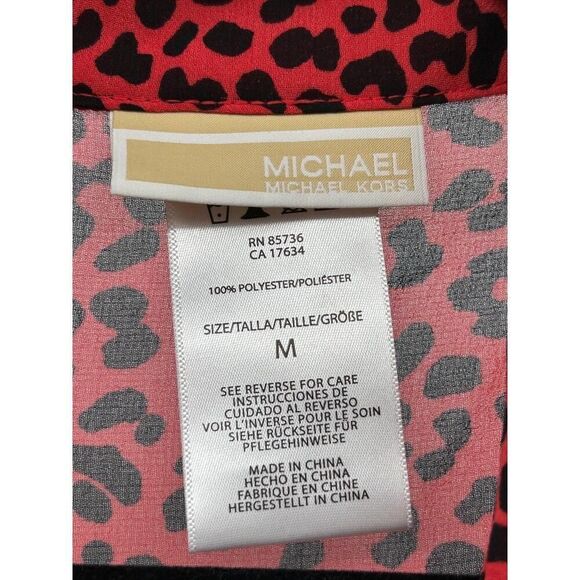 MICHAEL
MICHAEL KORS
RN 85736
CA 17634
100% POLYESTER/POLIÉSTER
SIZE/TALLA/TAILLE/GRÖßE
M
SEE REVERSE FOR CARE
INSTRUCCIONES DE
CUIDADO AL REVERSO
VOIR L'INVERSE POUR LE SOIN
SIEHE RÜCKSEITE FÜR
PFLEGEHINWEISE
MADE IN CHINA
HECHO EN CHINA
FABRIQUE EN CHINE
HERGESTELLT IN CHINA